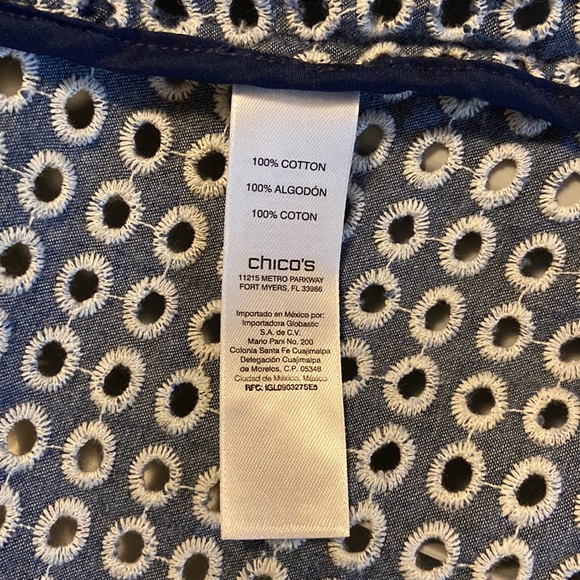 100% COTTON
100% ALGODÓN
100% COTON
chico's
11215 METRO PARKWAY
FORT MYERS, FL 33966
Importado en México por:
Importadora Globastic
S.A. de C.V.
Mario Pani No. 200
Colonia Santa Fe Cuajimalpa
Delegación Cuajimalpa
de Morelos, C.P. 05348
Ciudad de México, México
RFC: IGL090327SE5